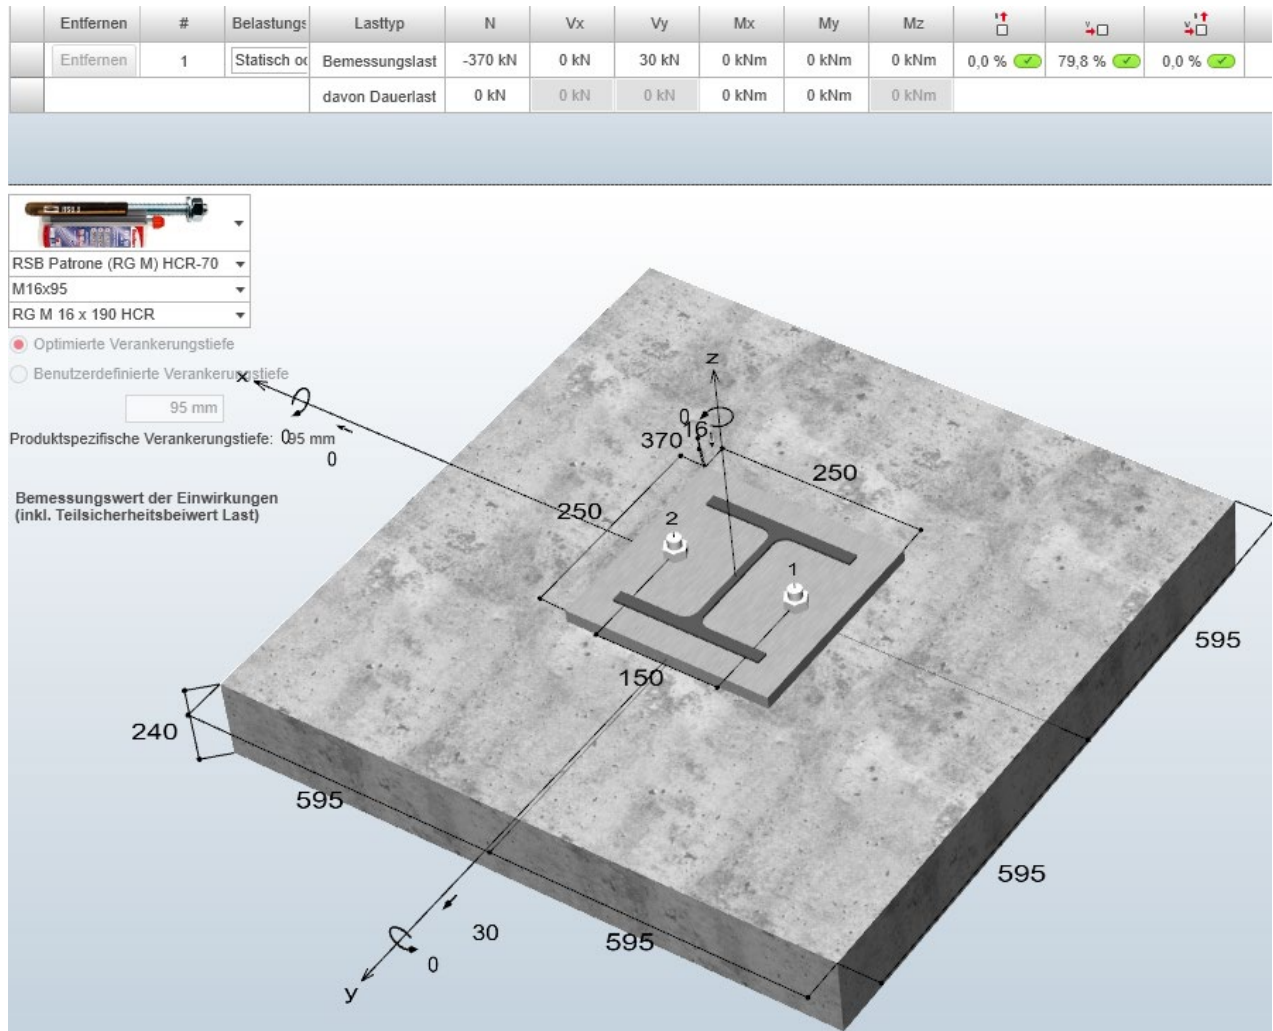 Entfernen # Belastungs Lasttyp N Vx Vy Mx My Mz
Entfernen 1 Statisch oc Bemessungslast -370 kN 0 kN 30 kN 0 kNm 0 kNm 0 kNm 0,0 % 79,8 % 0,0 %
davon Dauerlast 0 kN 0 kN 0 kN 0 kNm 0 kNm 0 kNm
RSB Patrone (RG M) HCR-70
M16x95
RG M 16 x 190 HCR
Optimierte Verankerungstiefe
Benutzerdefinierte Verankerungstiefe
95 mm
Produktspezifische Verankerungstiefe: 95 mm
Bemessungswert der Einwirkungen
(inkl. Teilsicherheitsbeiwert Last)
x
0
0
z
0
16
370
250
250
2
1
150
595
240
595
595
595
30
0
y